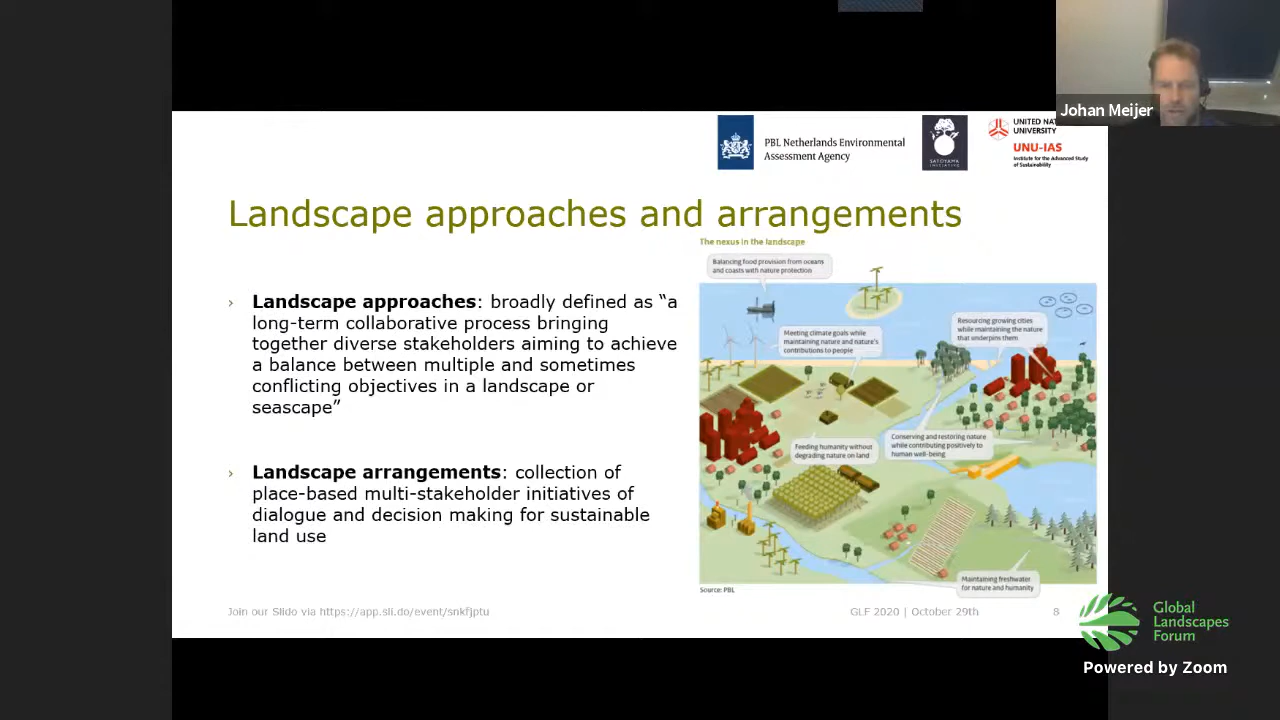 Johan Meijer
PBL Netherlands Environmental
Assessment Agency
SATOYAMA
INITIATIVE
UNITED NAT
UNIVERSITY
UNU-IAS
Institute for the Advanced Study
of Sustainability
Landscape approaches and arrangements
The nexus in the landscape
Balancing food provision from oceans
and coasts with nature protection
Meeting climate goals while
maintaining nature and nature's
contributions to people
Resourcing growing cities
while maintaining the nature
that underpins them
Feeding humanity without
degrading nature on land
Conserving and restoring nature
while contributing positively to
human well-being
Maintaining freshwater
for nature and humanity
Source: PBL
› Landscape approaches: broadly defined as “a
long-term collaborative process bringing
together diverse stakeholders aiming to achieve
a balance between multiple and sometimes
conflicting objectives in a landscape or
seascape”
› Landscape arrangements: collection of
place-based multi-stakeholder initiatives of
dialogue and decision making for sustainable
land use
Join our Slido via https://app.sli.do/event/snkfjptu
GLF 2020 | October 29th
8
Global
Landscapes
Forum
Powered by Zoom